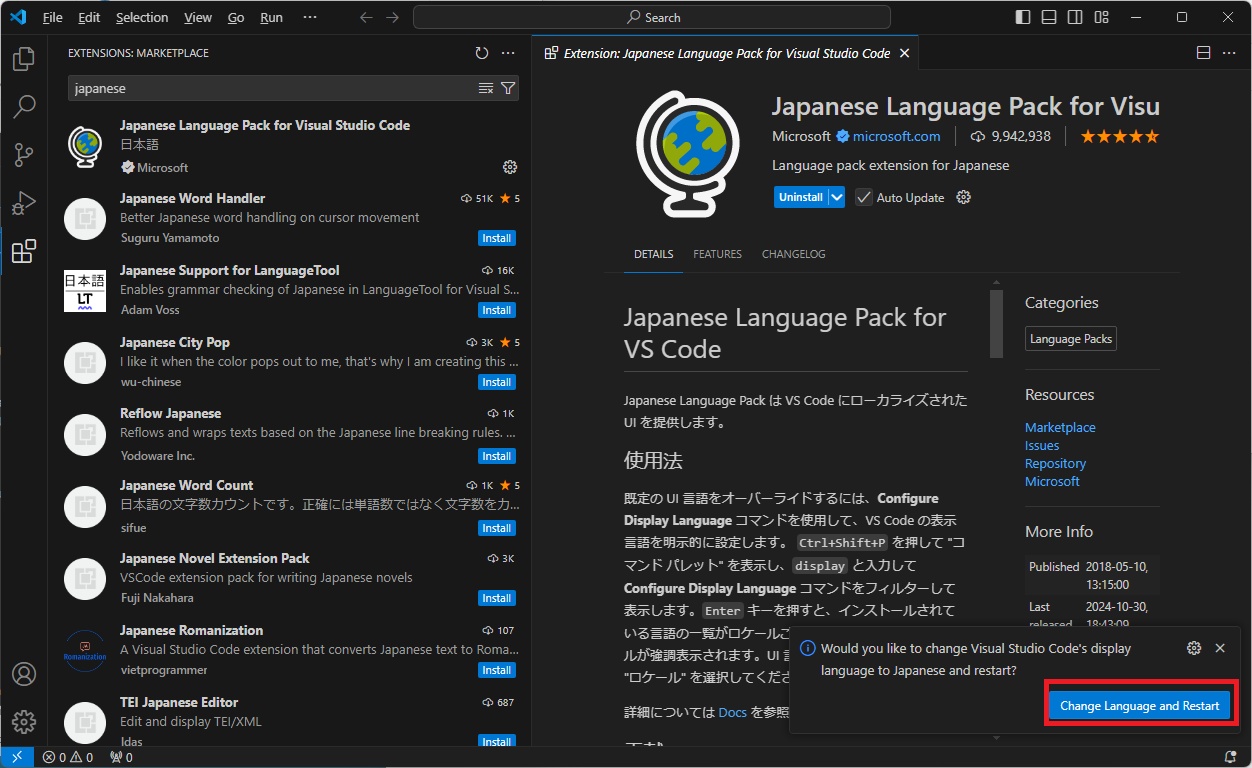 File Edit Selection View Go Run ··· Search
EXTENSIONS: MARKETPLACE
japanese
Japanese Language Pack for Visual Studio Code
日本語
Microsoft
Japanese Word Handler 51K 5
Better Japanese word handling on cursor movement
Suguru Yamamoto Install
日本語
LT
Japanese Support for LanguageTool 16K
Enables grammar checking of Japanese in LanguageTool for Visual S...
Adam Voss Install
Japanese City Pop 3K 5
I like it when the color pops out to me, that's why I am creating this ...
wu-chinese Install
Reflow Japanese 1K
Reflows and wraps texts based on the Japanese line breaking rules. ...
Yodoware Inc. Install
Japanese Word Count 1K 5
日本語の文字数カウントです。正確には単語数ではなく文字数をカ...
sifue Install
Japanese Novel Extension Pack 3K
VSCode extension pack for writing Japanese novels
Fuji Nakahara Install
Romanization
Japanese Romanization 107
A Visual Studio Code extension that converts Japanese text to Roma...
vietprogrammer Install
TEI Japanese Editor 687
Edit and display TEI/XML
ldas Install
Extension: Japanese Language Pack for Visual Studio Code
Japanese Language Pack for Visu
Microsoft microsoft.com 9,942,938
Language pack extension for Japanese
Uninstall Auto Update
DETAILS FEATURES CHANGELOG
Japanese Language Pack for
VS Code
Japanese Language Pack は VS Code にローカライズされた
UI を提供します。
使用法
既定の UI 言語をオーバーライドするには、Configure
Display Language コマンドを使用して、VS Code の表示
言語を明示的に設定します。 Ctrl+Shift+P を押して "コ
マンド パレット" を表示し、display と入力して
Configure Display Language コマンドをフィルターして
表示します。Enter キーを押すと、インストールされて
いる言語の一覧がロケールご
ルが強調表示されます。UI 言
"ロケール" を選択してくださ
詳細については Docs を参照
Categories
Language Packs
Resources
Marketplace
Issues
Repository
Microsoft
More Info
Published 2018-05-10,
13:15:00
Last 2024-10-30,
released 18:43:09
Would you like to change Visual Studio Code's display
language to Japanese and restart?
Change Language and Restart
0 0 0